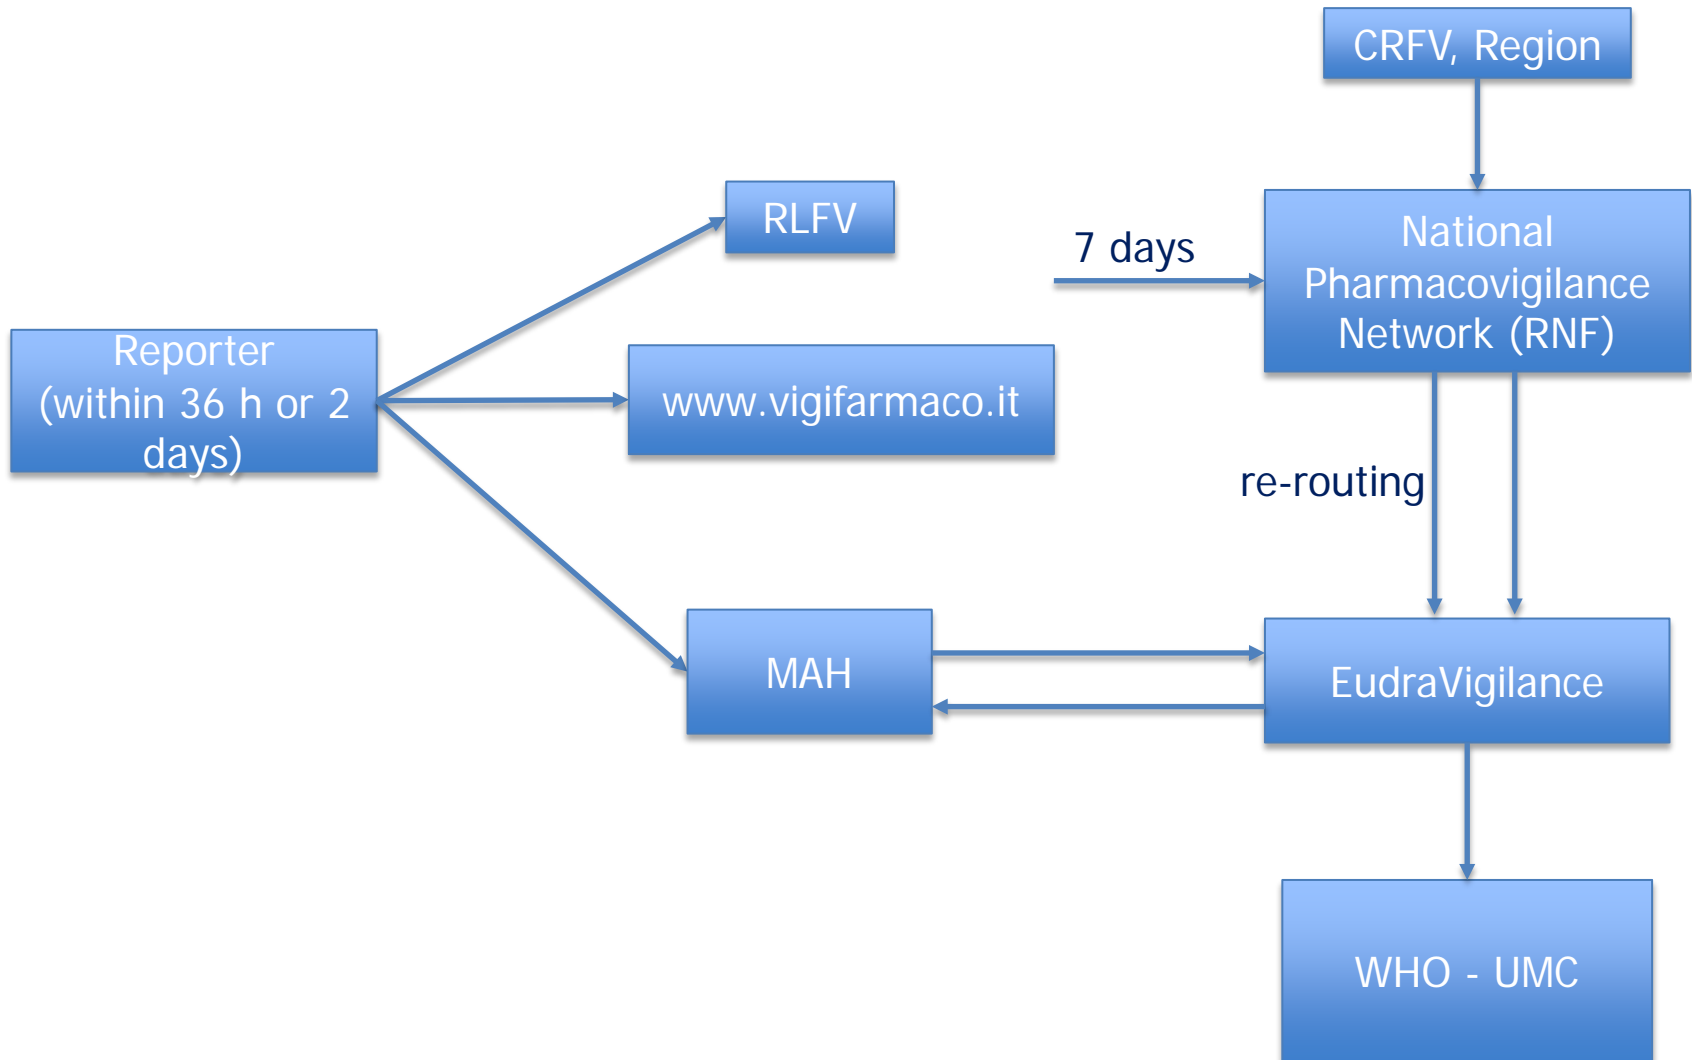 CRFV, Region
RLFV
7 days
National
Pharmacovigilance
Network (RNF)
Reporter
(within 36 h or 2
days)
www.vigifarmaco.it
re-routing
MAH
EudraVigilance
WHO - UMC